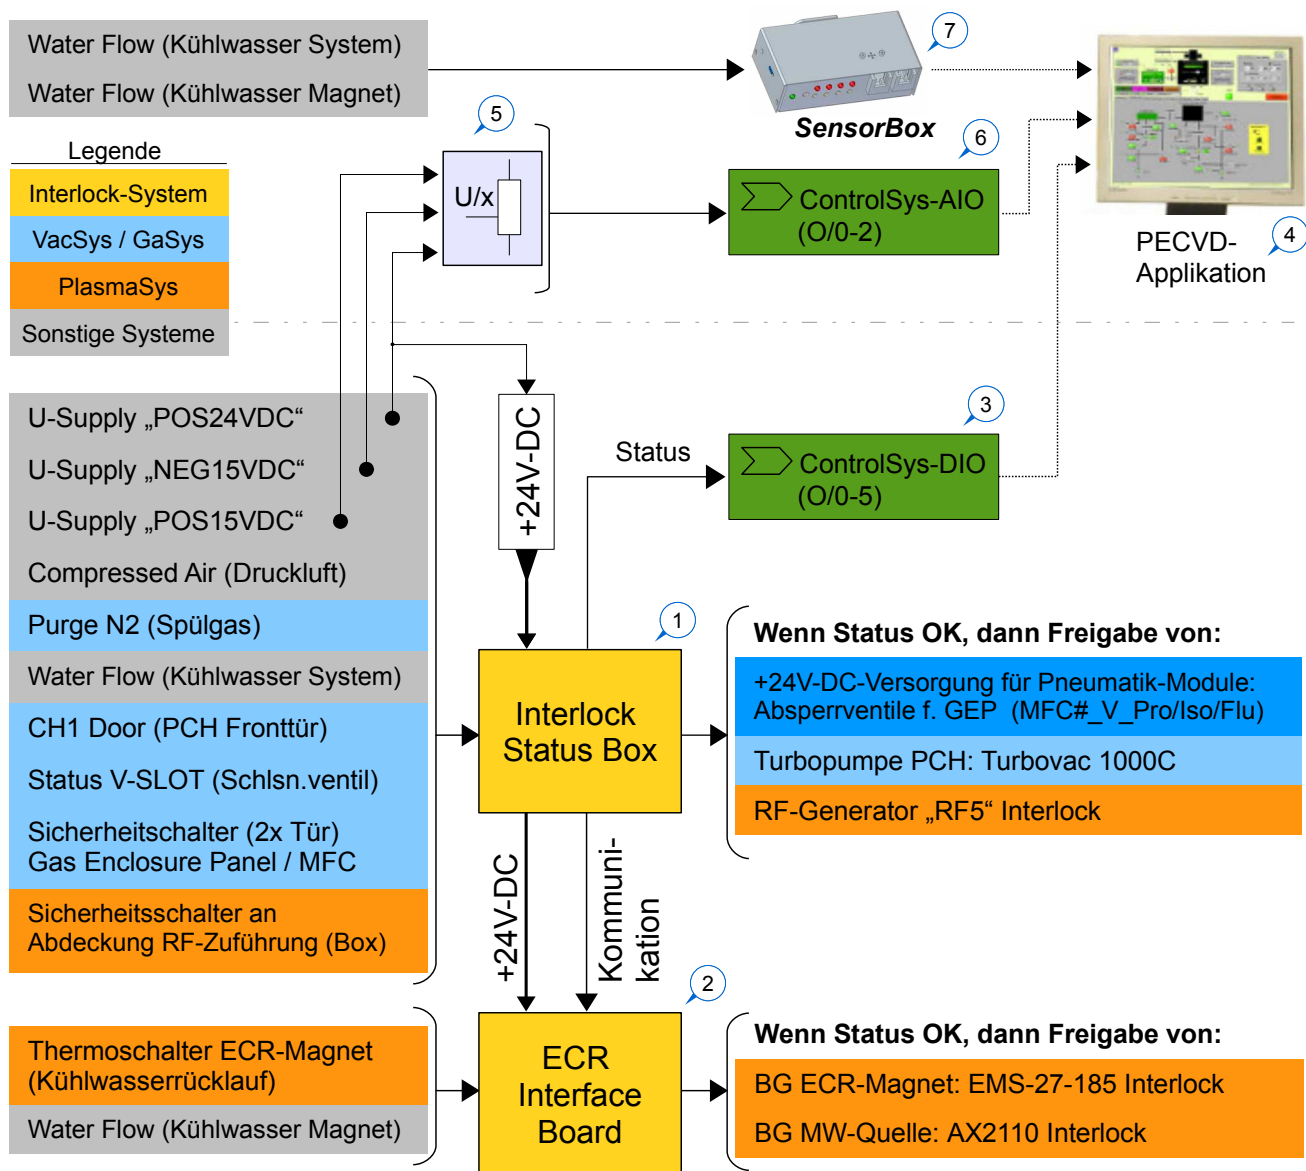 Water Flow (Kühlwasser System)
Water Flow (Kühlwasser Magnet)
7
SensorBox
Legende
Interlock-System
VacSys / GaSys
PlasmaSys
Sonstige Systeme
5
U/x
6
ControlSys-AIO
(O/0-2)
PECVD-
Applikation
4
U-Supply „POS24VDC“
U-Supply „NEG15VDC“
U-Supply „POS15VDC“
Compressed Air (Druckluft)
Purge N2 (Spülgas)
Water Flow (Kühlwasser System)
CH1 Door (PCH Fronttür)
Status V-SLOT (Schlsn.ventil)
Sicherheitschalter (2x Tür)
Gas Enclosure Panel / MFC
Sicherheitsschalter an
Abdeckung RF-Zuführung (Box)
+24V-DC
Status
3
ControlSys-DIO
(O/0-5)
1
Interlock
Status Box
Wenn Status OK, dann Freigabe von:
+24V-DC-Versorgung für Pneumatik-Module:
Absperrventile f. GEP (MFC#_V_Pro/Iso/Flu)
Turbopumpe PCH: Turbovac 1000C
RF-Generator „RF5“ Interlock
+24V-DC
Kommuni-
kation
Thermoschalter ECR-Magnet
(Kühlwasserrücklauf)
Water Flow (Kühlwasser Magnet)
2
ECR
Interface
Board
Wenn Status OK, dann Freigabe von:
BG ECR-Magnet: EMS-27-185 Interlock
BG MW-Quelle: AX2110 Interlock